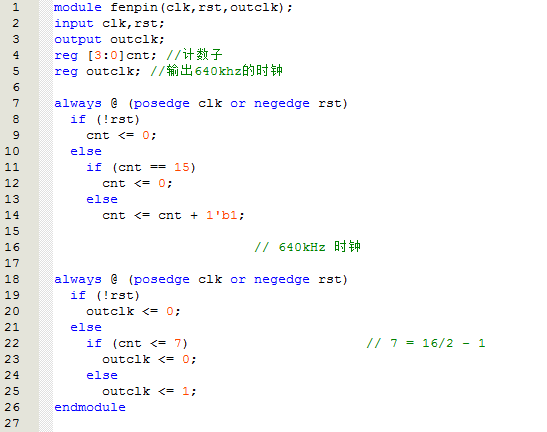 1 module fenpin(clk,rst,outclk);
2 input clk,rst;
3 output outclk;
4 reg [3:0]cnt; //计数子
5 reg outclk; //输出640khz的时钟
6
7 always @ (posedge clk or negedge rst)
8 if (!rst)
9 cnt <= 0;
10 else
11 if (cnt == 15)
12 cnt <= 0;
13 else
14 cnt <= cnt + 1'b1;
15
16 // 640kHz 时钟
17
18 always @ (posedge clk or negedge rst)
19 if (!rst)
20 outclk <= 0;
21 else
22 if (cnt <= 7) // 7 = 16/2 - 1
23 outclk <= 0;
24 else
25 outclk <= 1;
26 endmodule
27